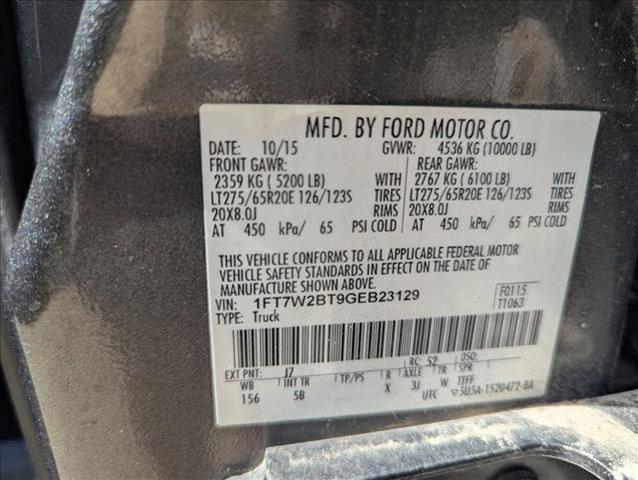 MFD. BY FORD MOTOR CO.
DATE: 10/15 GVWR: 4536 KG (10000 LB)
FRONT GAWR: REAR GAWR:
2359 KG ( 5200 LB) WITH 2767 KG ( 6100 LB) WITH
LT275/65R20E 126/123S TIRES LT275/65R20E 126/123S TIRES
20X8.0J RIMS 20X8.0J RIMS
AT 450 kPa/ 65 PSI COLD AT 450 kPa/ 65 PSI COLD
THIS VEHICLE CONFORMS TO ALL APPLICABLE FEDERAL MOTOR
VEHICLE SAFETY STANDARDS IN EFFECT ON THE DATE OF
MANUFACTURE SHOWN ABOVE.
VIN: 1FT7W2BT9GEB23129 F0115
TYPE: Truck T1063
EXT PNT: J7 RC: 52 DSO:
WB INT TR TP/PS R AXLE TR SPR
156 5B X 3J W TTFF
UTC 5U5A-1520472-BA